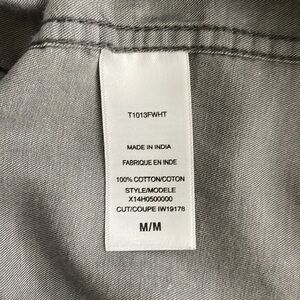 T1013FWHT
MADE IN INDIA
FABRIQUE EN INDE
100% COTTON/COTON
STYLE/MODELE
X14H0500000
CUT/COUPE IW19178
M/M